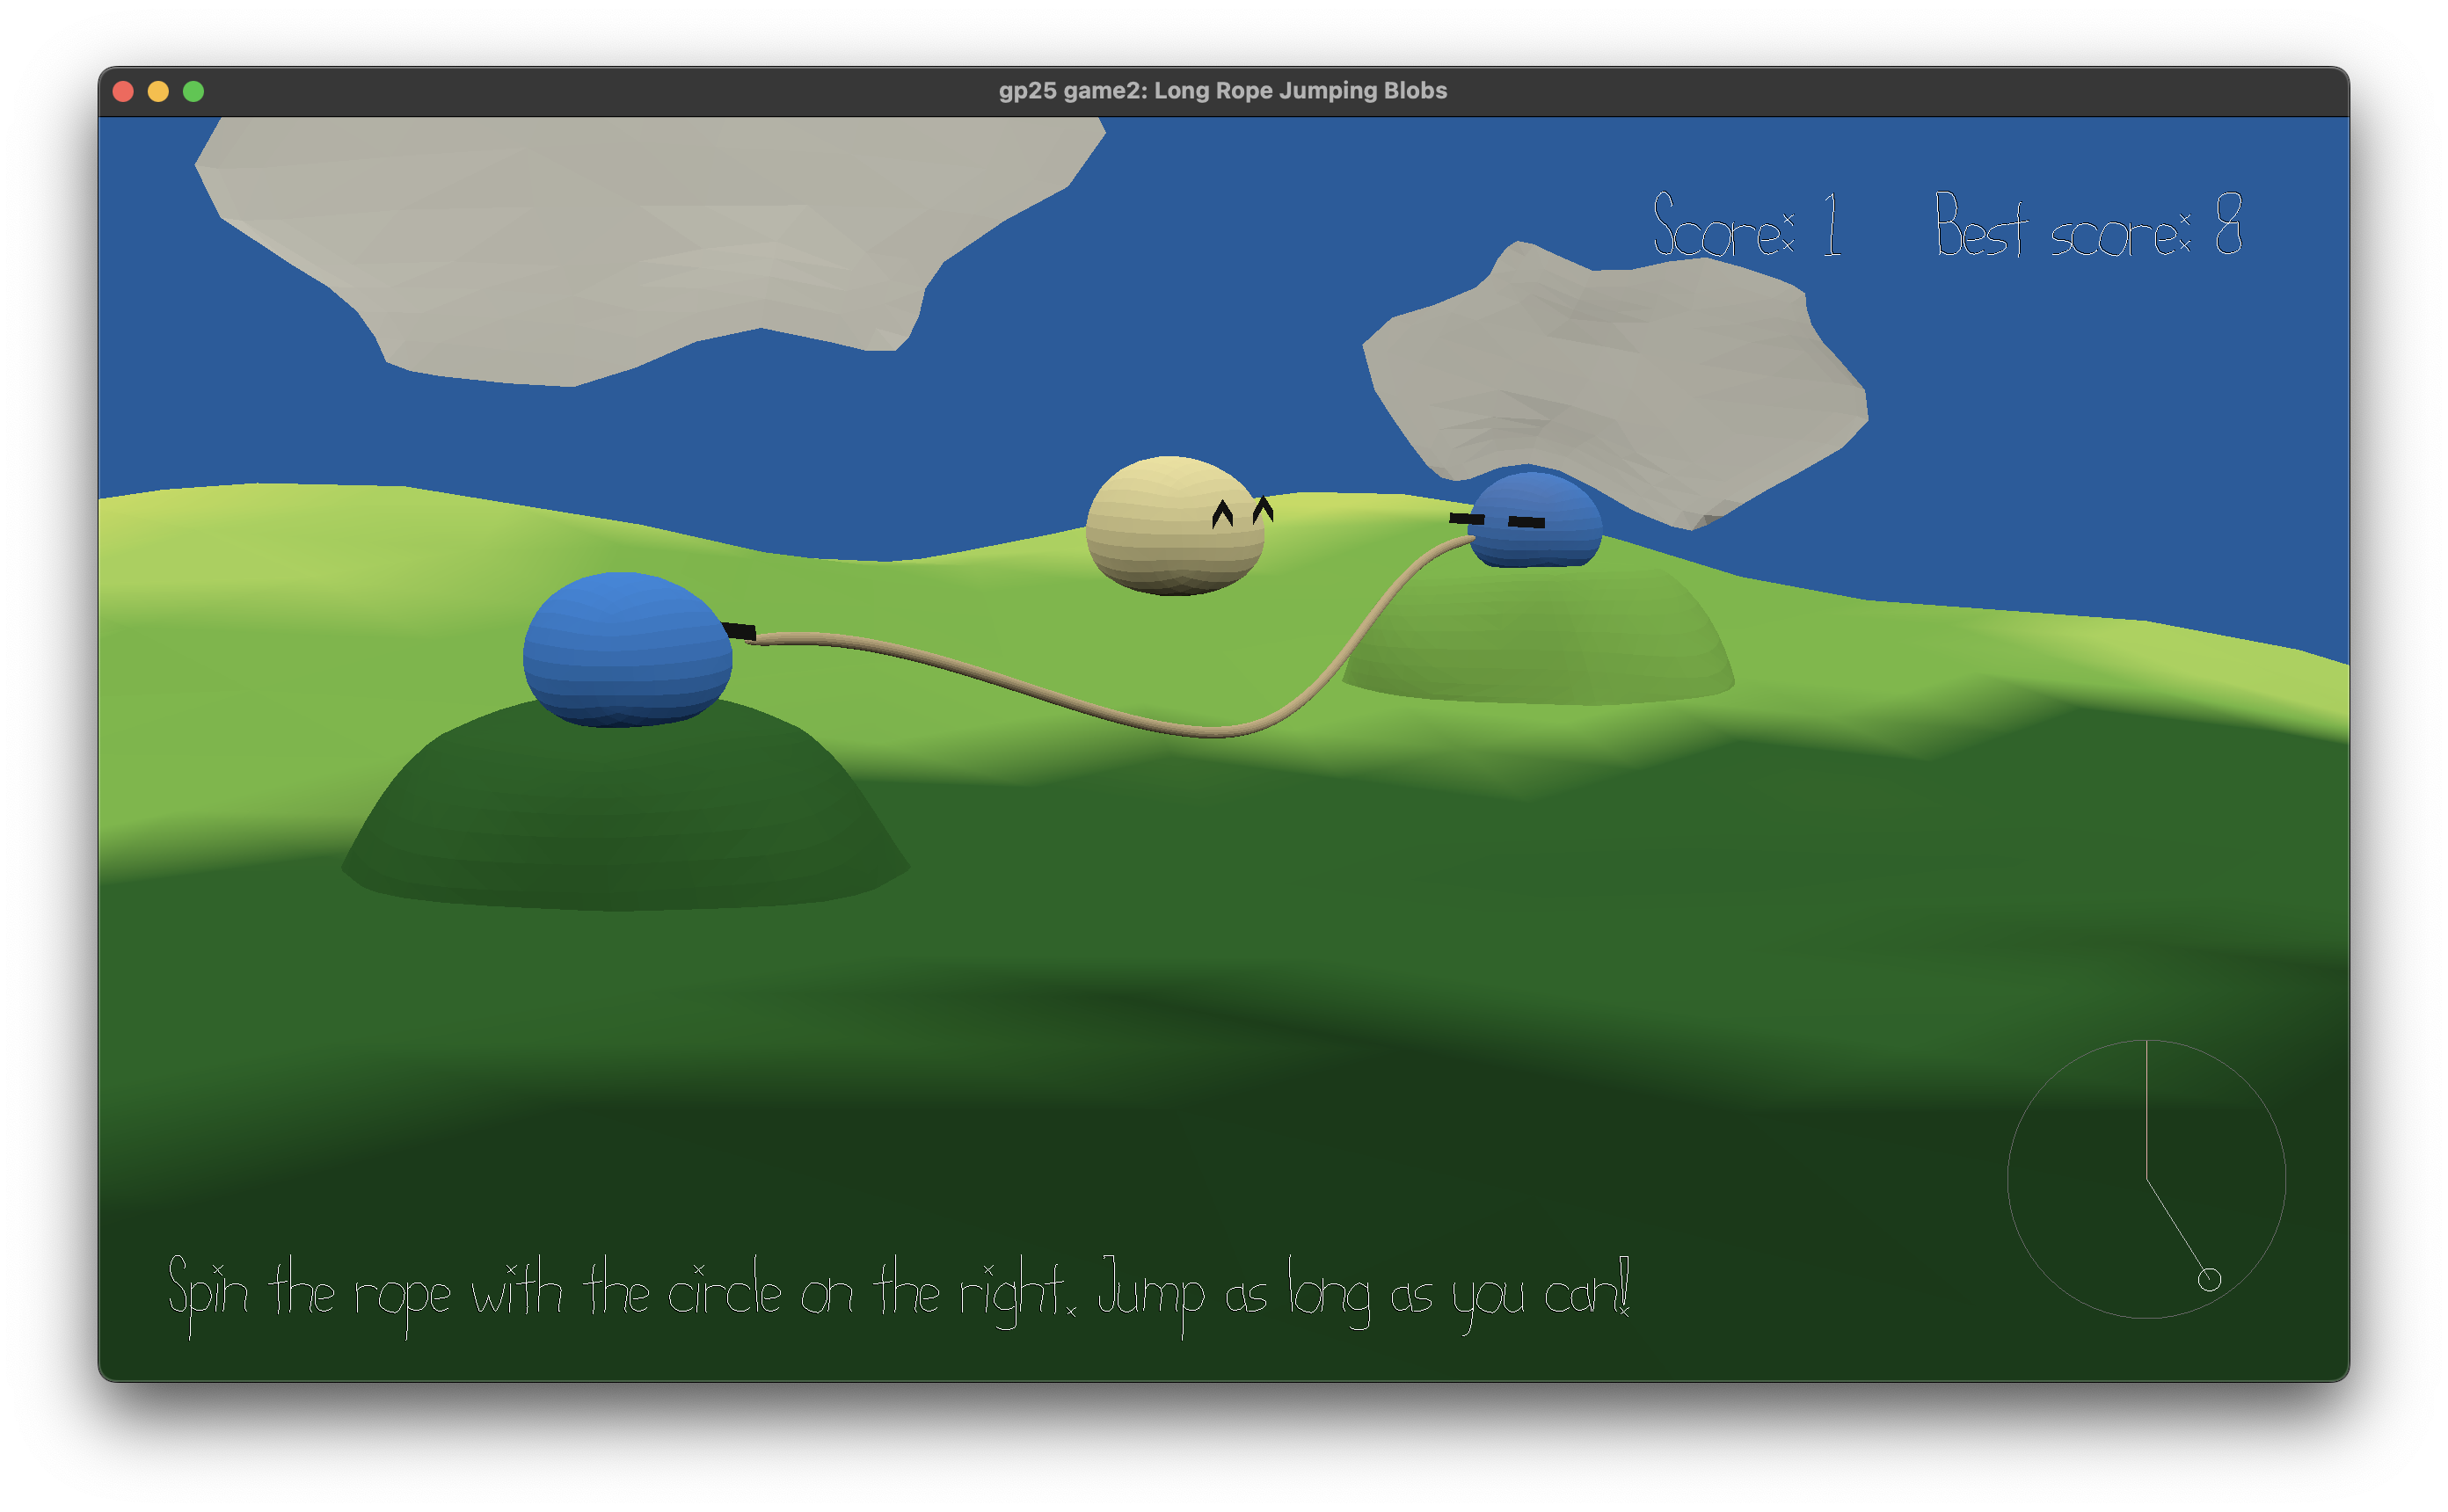 gp25 game2: Long Rope Jumping Blobs
Score: 1 Best score: 8
Spin the rope with the circle on the right. Jump as long as you can!